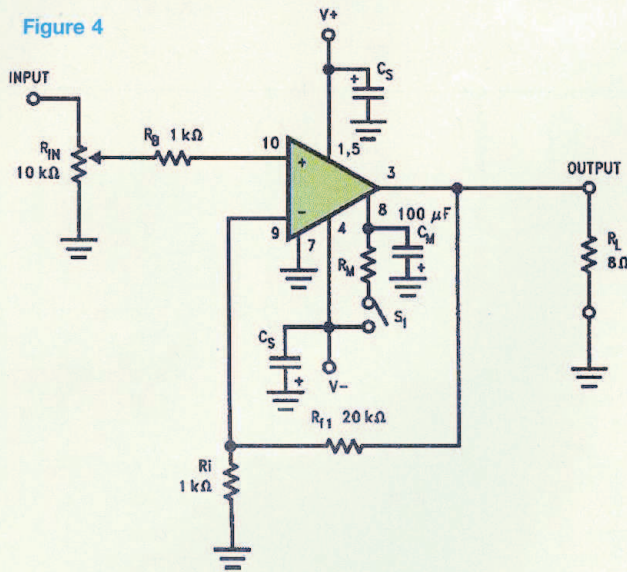 Figure 4
V+
INPUT
+ C_S
R_IN
10 kΩ
R_B 1 kΩ
10
+
1,5
3
OUTPUT
−
9
7
4
8
100 μF
C_M
+
R_M
S_1
R_L
8Ω
C_S
+
V-
R_f1 20 kΩ
Ri
1 kΩ